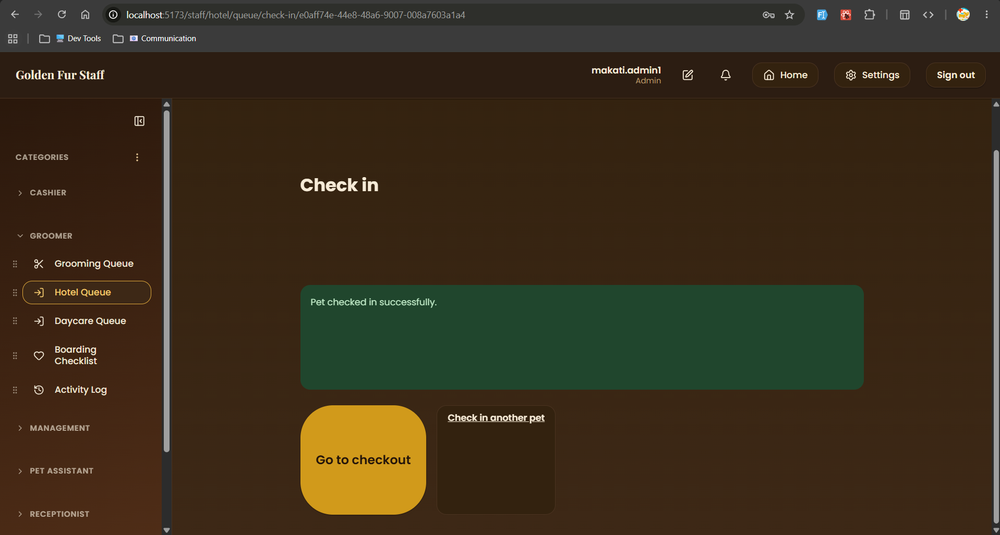 localhost:5173/staff/hotel/queue/check-in/e0aff74e-44e8-48a6-9007-008a7603a1a4
Dev Tools
Communication
Golden Fur Staff
makati.admin1
Admin
Home
Settings
Sign out
CATEGORIES
CASHIER
GROOMER
Grooming Queue
Hotel Queue
Daycare Queue
Boarding
Checklist
Activity Log
MANAGEMENT
PET ASSISTANT
RECEPTIONIST
Check in
Pet checked in successfully.
Go to checkout
Check in another pet